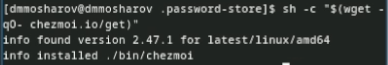 [dmmosharov@dmmosharov .password-store]$ sh -c "$(wget -
qO- chezmoi.io/get)"
info found version 2.47.1 for latest/linux/amd64
info installed ./bin/chezmoi